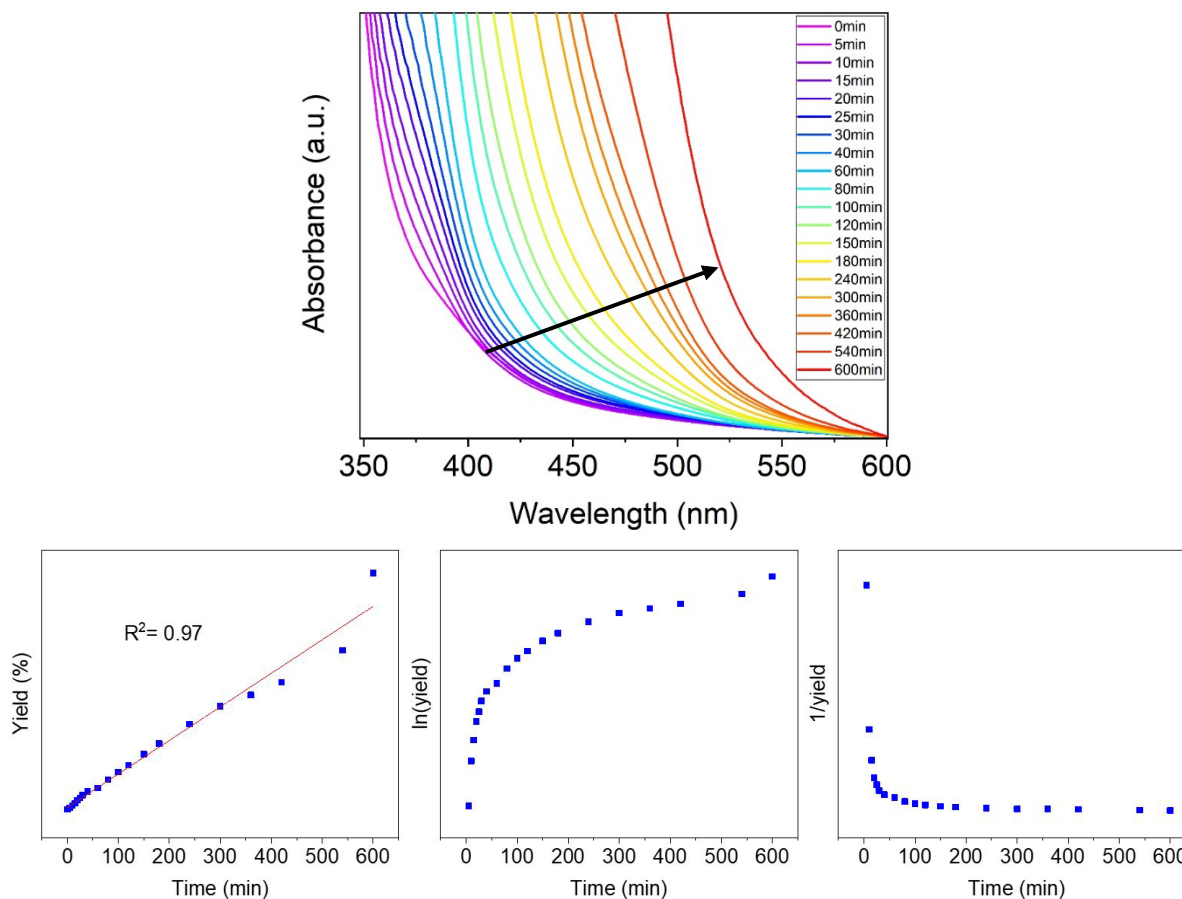 Absorbance (a.u.)
0min
5min
10min
15min
20min
25min
30min
40min
60min
80min
100min
120min
150min
180min
240min
300min
360min
420min
540min
600min
350 400 450 500 550 600
Wavelength (nm)
Yield (%)
R²= 0.97
0 100 200 300 400 500 600
Time (min)
ln(yield)
0 100 200 300 400 500 600
Time (min)
1/yield
0 100 200 300 400 500 600
Time (min)